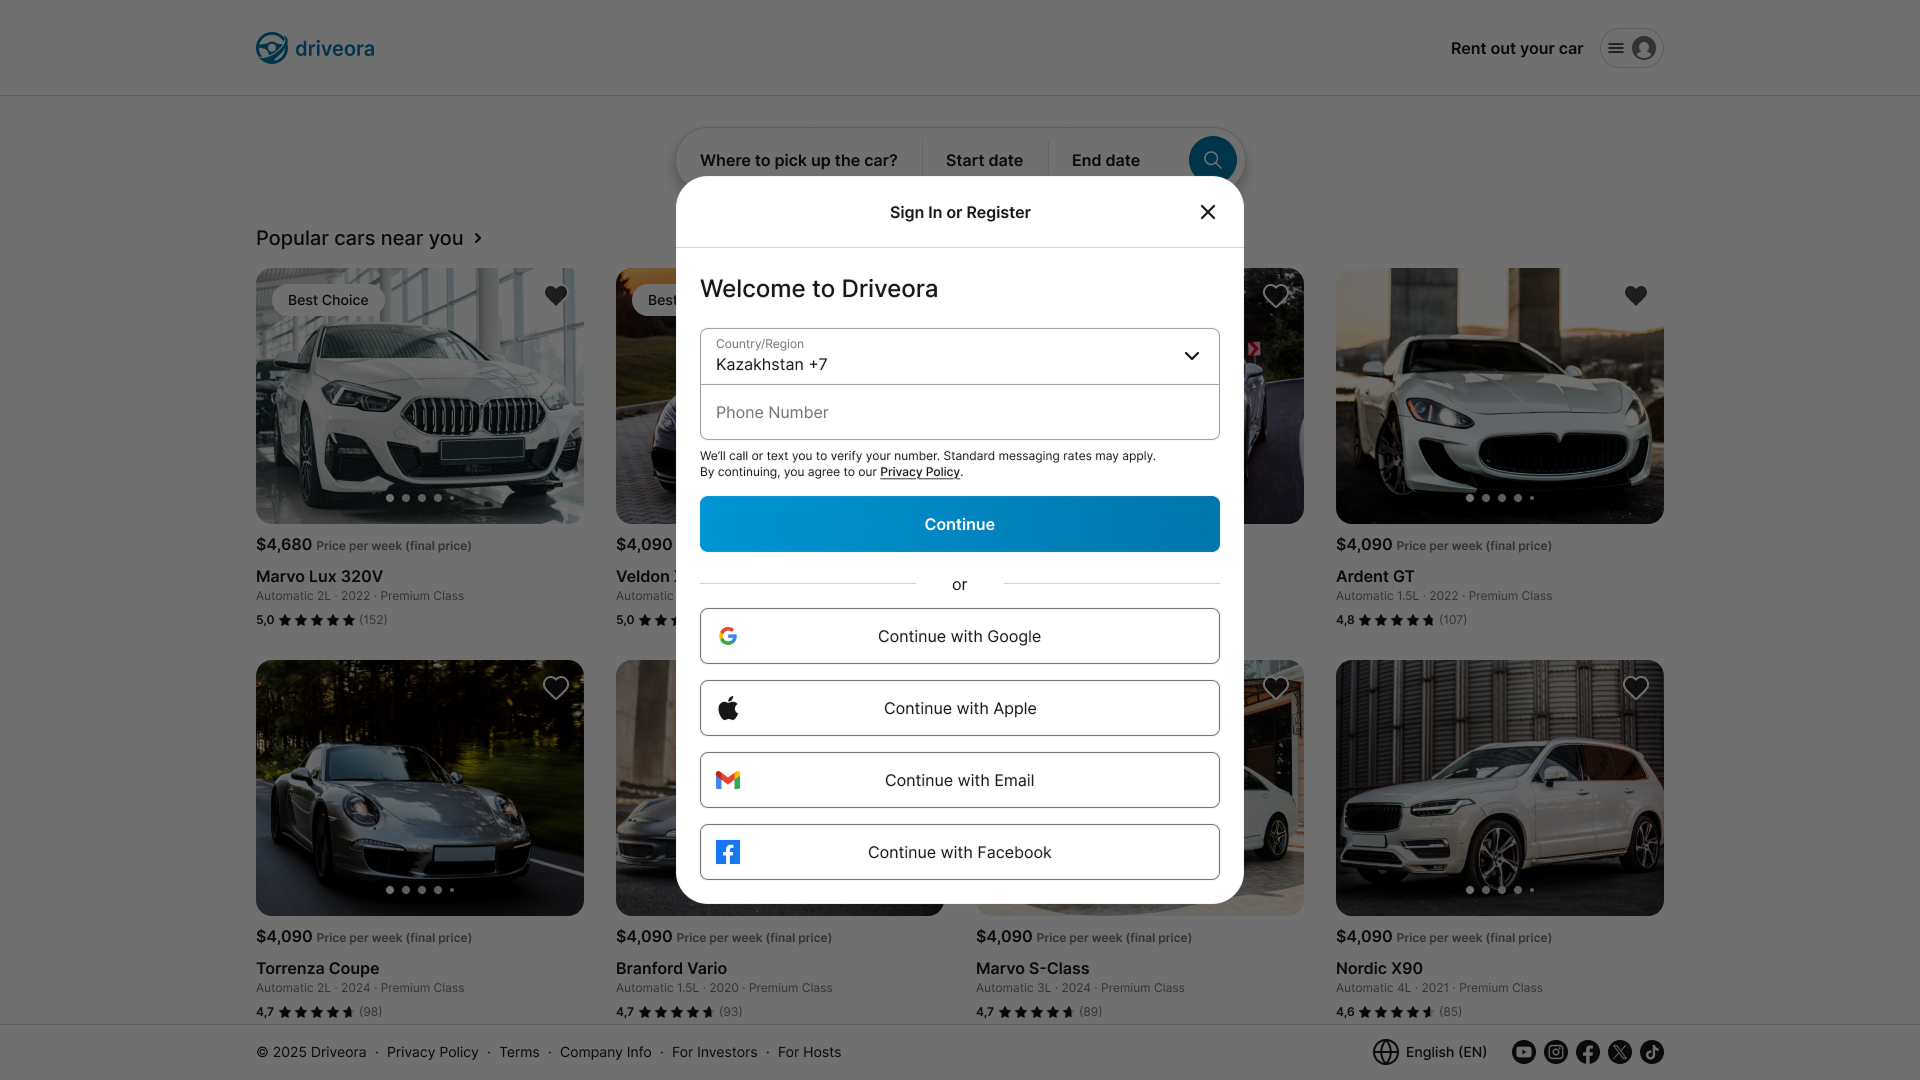 driveora
Rent out your car
Where to pick up the car?
Start date
End date
Sign In or Register
Popular cars near you
Best Choice
Best
Welcome to Driveora
Country/Region
Kazakhstan +7
Phone Number
We'll call or text you to verify your number. Standard messaging rates may apply.
By continuing, you agree to our Privacy Policy.
Continue
or
Continue with Google
Continue with Apple
Continue with Email
Continue with Facebook
$4,680 Price per week (final price)
Marvo Lux 320V
Automatic 2L · 2022 · Premium Class
5,0 ★★★★★ (152)
$4,090
Veldon
Automatic
5,0 ★★★
$4,090 Price per week (final price)
Ardent GT
Automatic 1.5L · 2022 · Premium Class
4,8 ★★★★★ (107)
$4,090 Price per week (final price)
Torrenza Coupe
Automatic 2L · 2024 · Premium Class
4,7 ★★★★★ (98)
$4,090 Price per week (final price)
Branford Vario
Automatic 1.5L · 2020 · Premium Class
4,7 ★★★★★ (93)
$4,090 Price per week (final price)
Marvo S-Class
Automatic 3L · 2024 · Premium Class
4,7 ★★★★★ (89)
$4,090 Price per week (final price)
Nordic X90
Automatic 4L · 2021 · Premium Class
4,6 ★★★★★ (85)
© 2025 Driveora · Privacy Policy · Terms · Company Info · For Investors · For Hosts
English (EN)